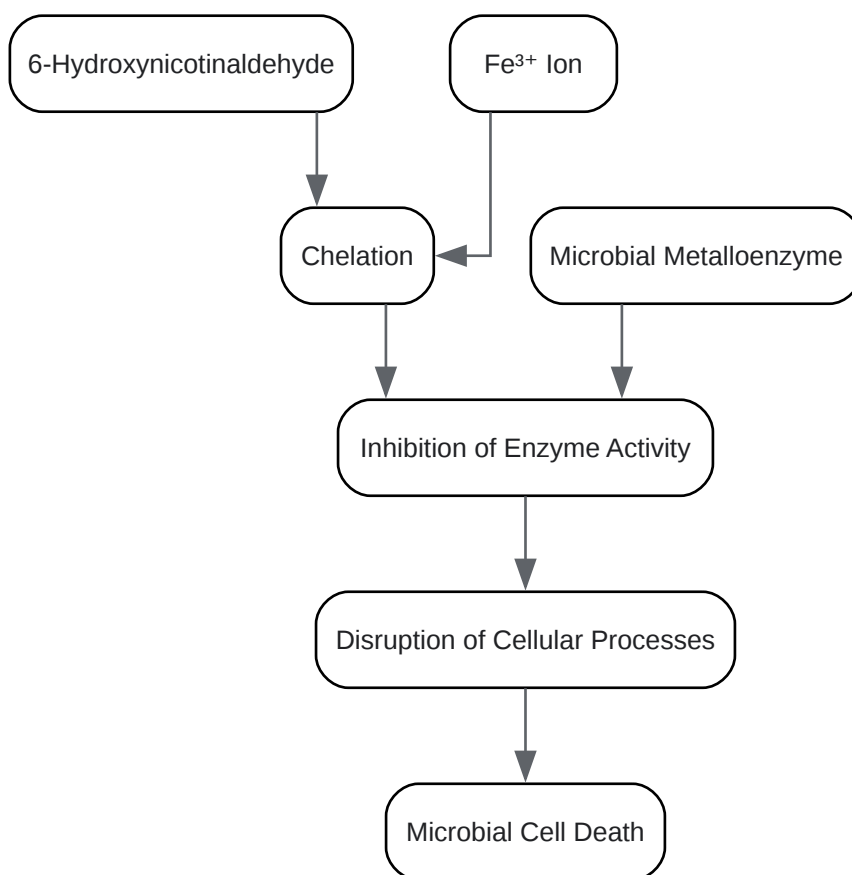 6-Hydroxynicotinaldehyde
Fe³⁺ Ion
Chelation
Microbial Metalloenzyme
Inhibition of Enzyme Activity
Disruption of Cellular Processes
Microbial Cell Death